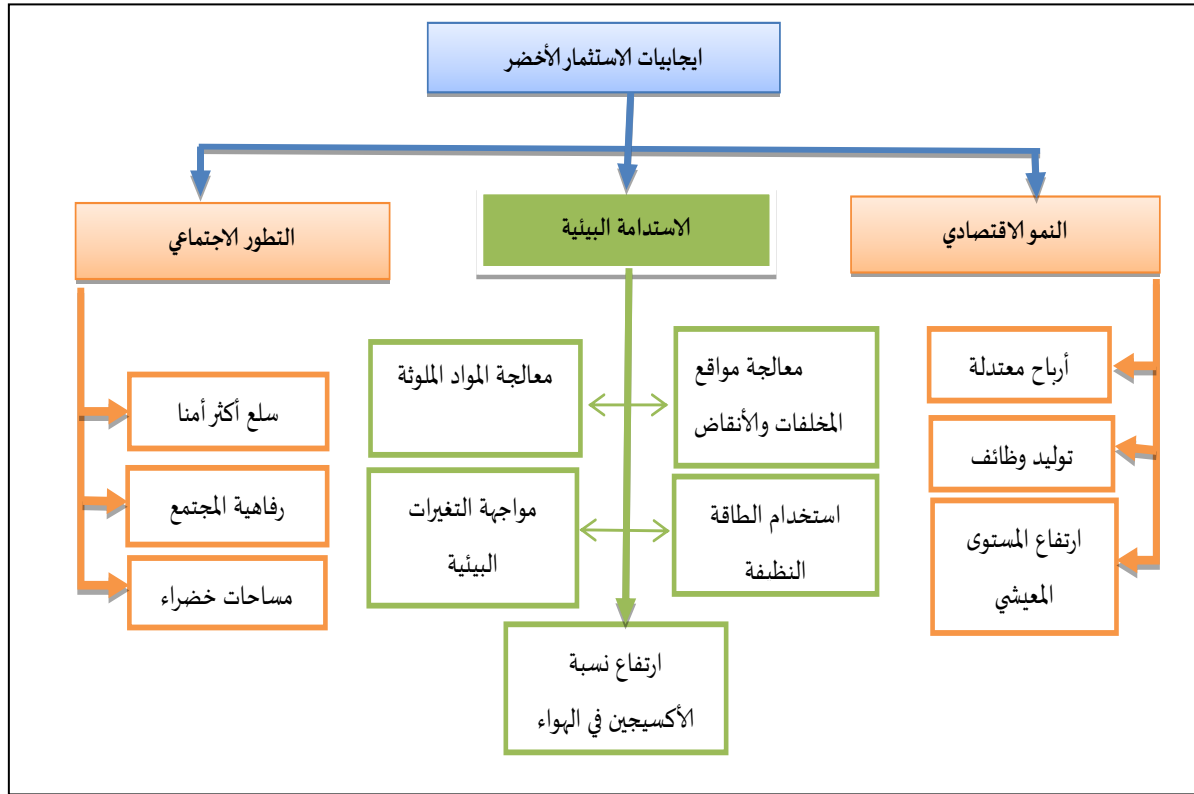 ايجابيات الاستثمار الأخضر
النمو الاقتصادي
الاستدامة البيئية
التطور الاجتماعي
أرباح معتدلة
توليد وظائف
ارتفاع المستوى
المعيشي
معالجة مواقع
المخلفات والأنقاض
معالجة المواد الملوثة
استخدام الطاقة
النظيفة
مواجهة التغيرات
البيئية
ارتفاع نسبة
الأكسيجين في الهواء
سلع أكثر أمنا
رفاهية المجتمع
مساحات خضراء